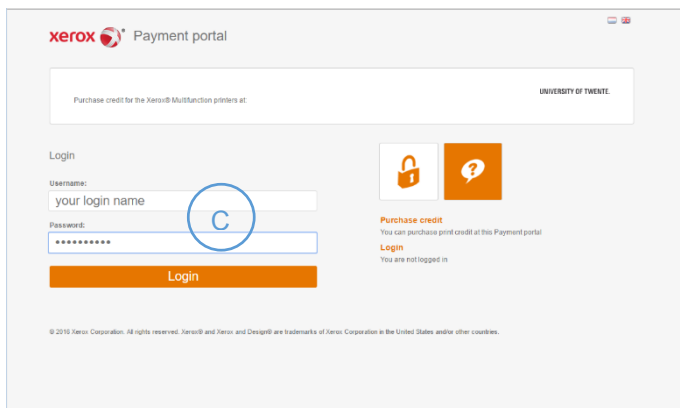 xerox Payment portal
UNIVERSITY OF TWENTE.
Purchase credit for the Xerox® Multifunction printers at:
Login
Username:
your login name
C
Password:
••••••••••
Login
Purchase credit
You can purchase print credit at this Payment portal
Login
You are not logged in
© 2016 Xerox Corporation. All rights reserved. Xerox® and Xerox and Design® are trademarks of Xerox Corporation in the United States and/or other countries.